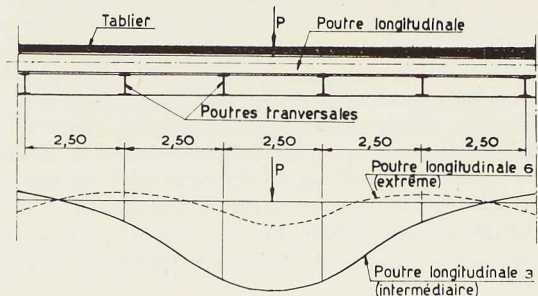 Tablier
P
Poutre longitudinale
Poutres tranversales
2,50 2,50 2,50 2,50 2,50
P
Poutre longitudinale 6
(extrême)
Poutre longitudinale 3
(intermédiaire)